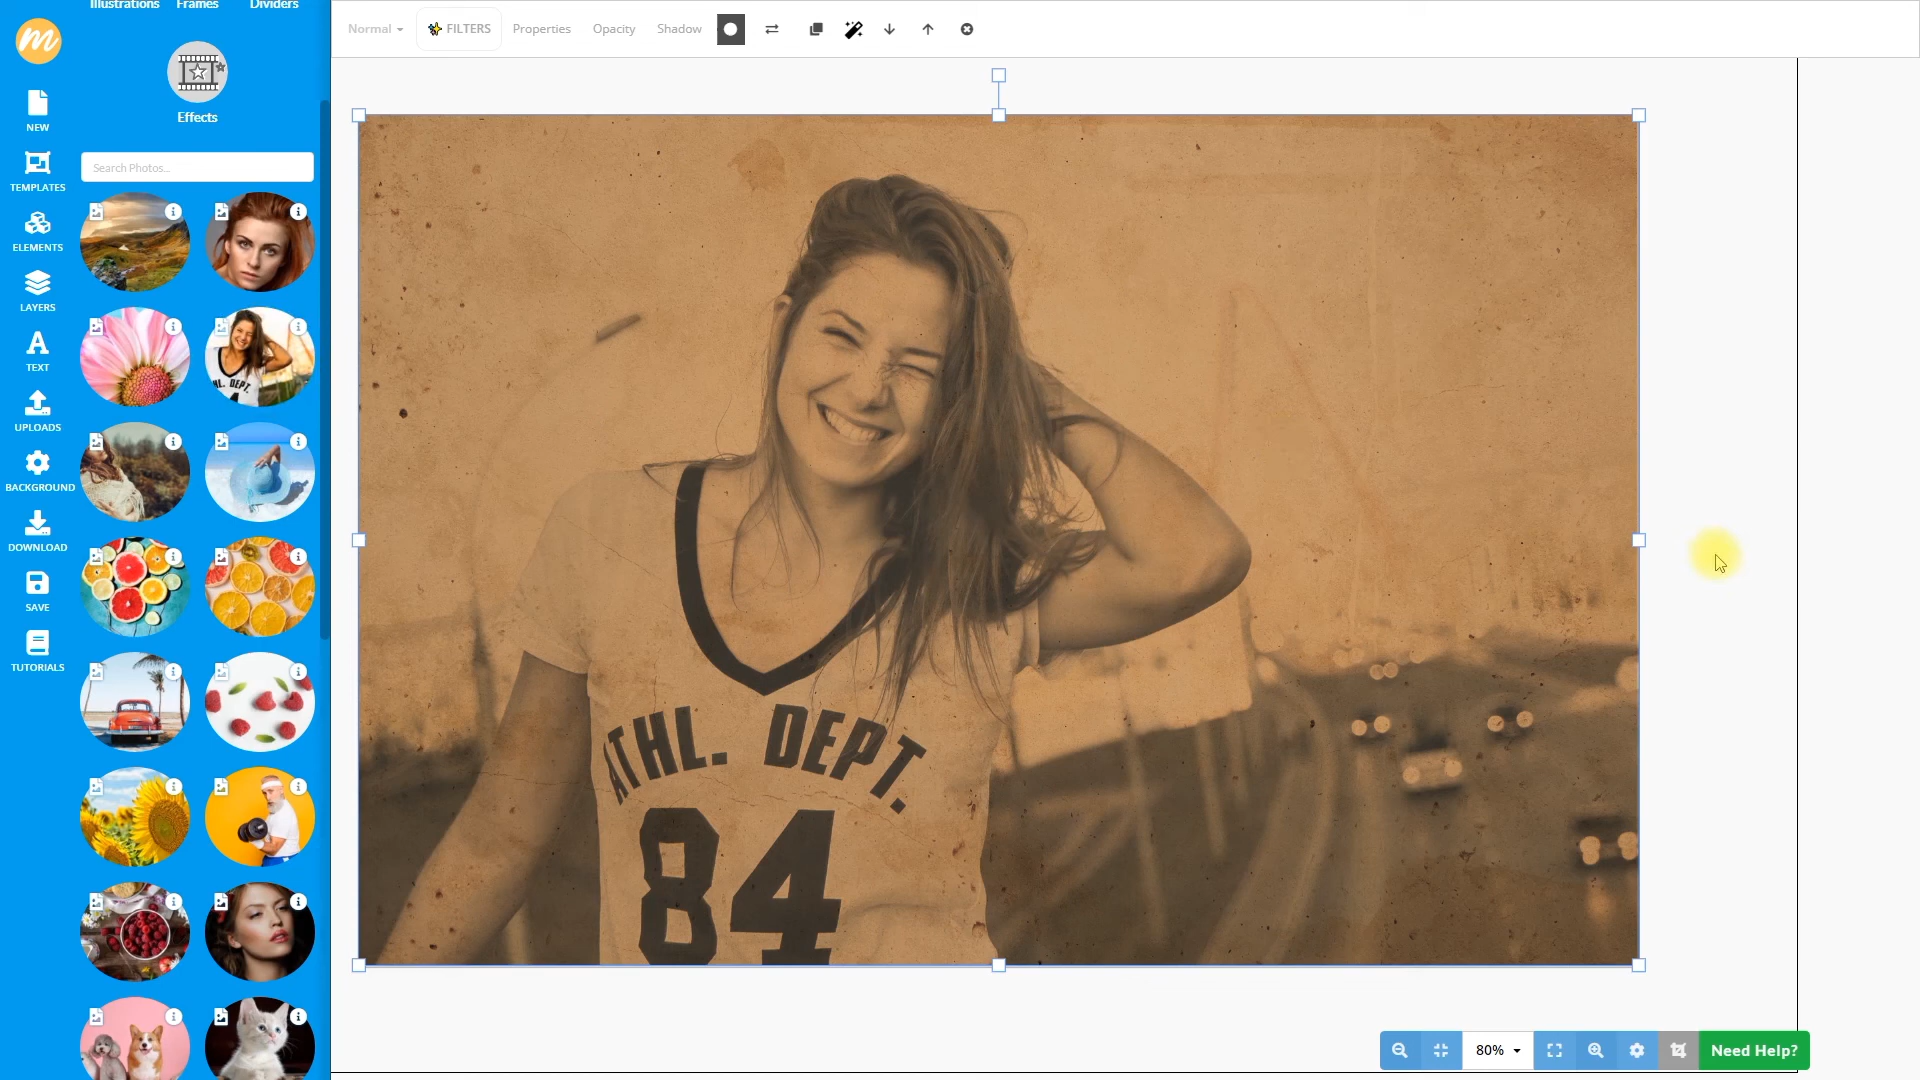 Illustrations Frames Dividers
Effects
Search Photos...
m
NEW
TEMPLATES
ELEMENTS
LAYERS
TEXT
UPLOADS
BACKGROUND
DOWNLOAD
SAVE
TUTORIALS
Normal FILTERS Properties Opacity Shadow
ATHL. DEPT.
84
80% Need Help?